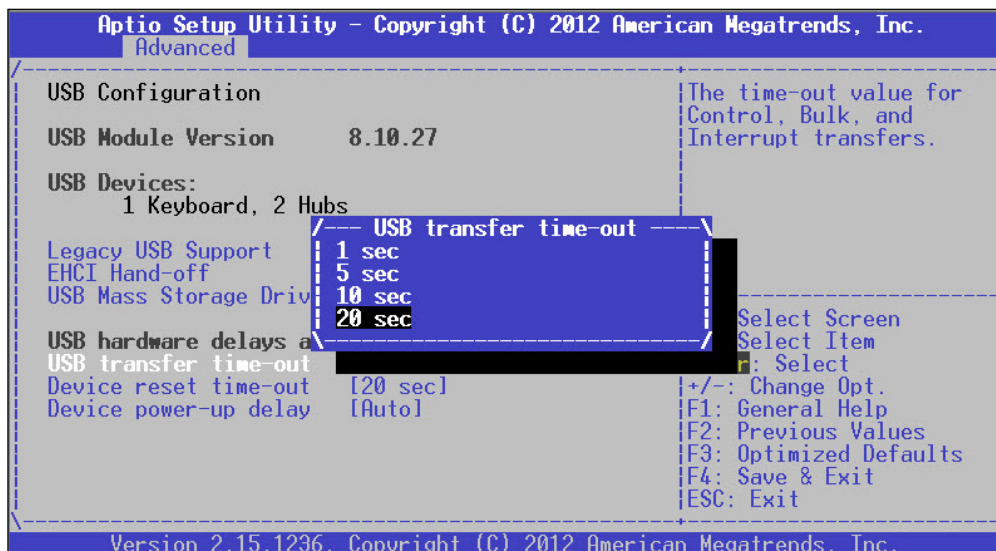 Aptio Setup Utility - Copyright (C) 2012 American Megatrends, Inc.
Advanced
USB Configuration
USB Module Version 8.10.27
USB Devices:
1 Keyboard, 2 Hubs
Legacy USB Support
EHCI Hand-off
USB Mass Storage Driv
USB hardware delays a
USB transfer time-out
Device reset time-out [20 sec]
Device power-up delay [Auto]
USB transfer time-out
1 sec
5 sec
10 sec
20 sec
The time-out value for
Control, Bulk, and
Interrupt transfers.
Select Screen
Select Item
r: Select
+/-: Change Opt.
F1: General Help
F2: Previous Values
F3: Optimized Defaults
F4: Save & Exit
ESC: Exit
Version 2.15.1236. Copyright (C) 2012 American Megatrends, Inc.